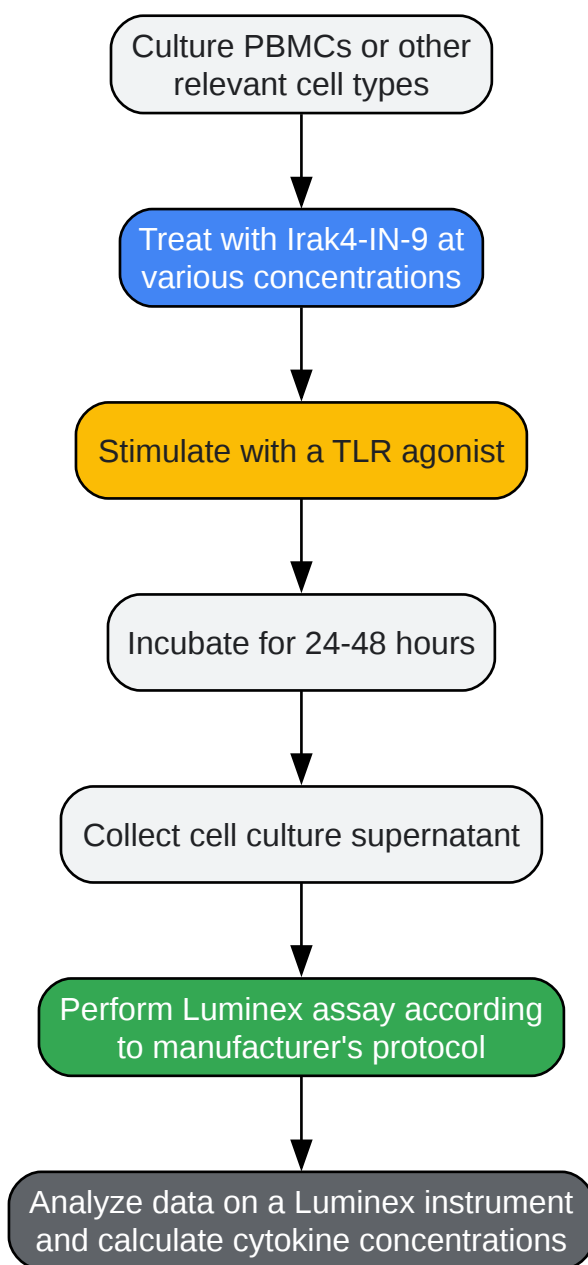 Culture PBMCs or other
relevant cell types
Treat with Irak4-IN-9 at
various concentrations
Stimulate with a TLR agonist
Incubate for 24-48 hours
Collect cell culture supernatant
Perform Luminex assay according
to manufacturer's protocol
Analyze data on a Luminex instrument
and calculate cytokine concentrations